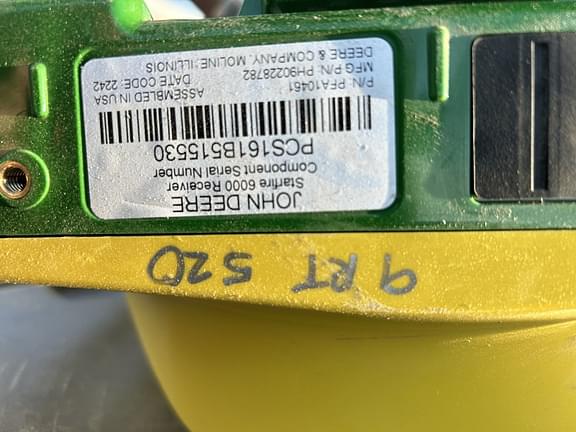 JOHN DEERE
Starfire 6000 Receiver
Component Serial Number
PCS161B515530
P/N: PFA10461
MFG P/N: PH90228782
ASSEMBLED IN USA
DATE CODE: 2242
DEERE & COMPANY, MOLINE; ILLINOIS
9RT 520